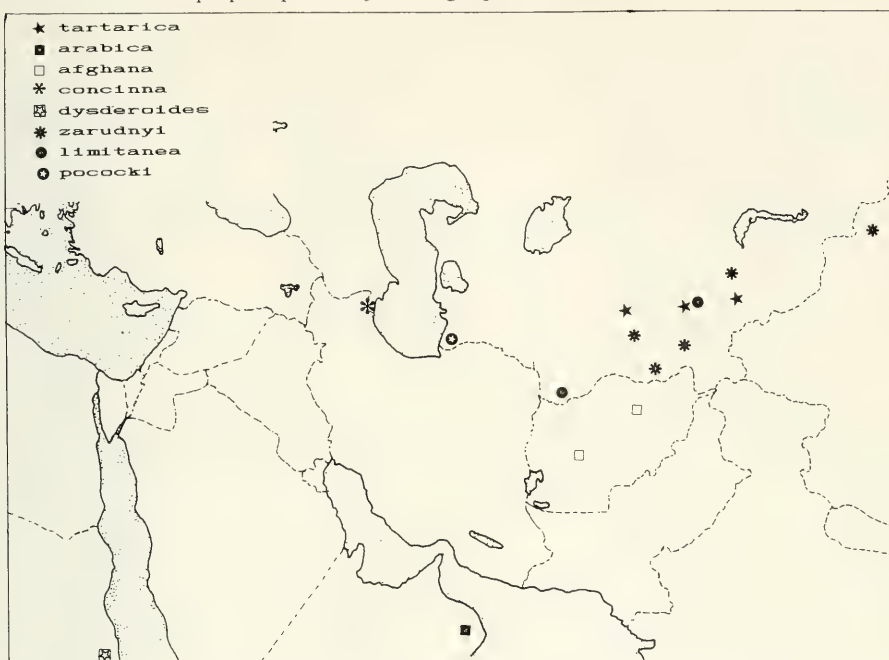 tartarica
arabica
afghana
concinna
dysderoides
zarudnyi
limitanea
pococki